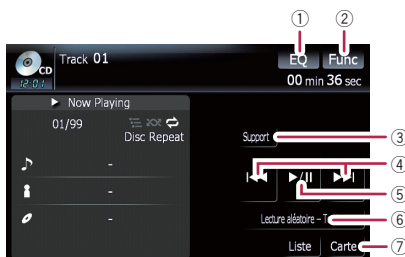 ① ②
CD Track 01 EQ Func
12:01 00 min 36 sec
Now Playing
01/99
Disc Repeat
Support ③
④
-
⑤
-
Lecture aléatoire – ⑥
-
Liste Carte ⑦